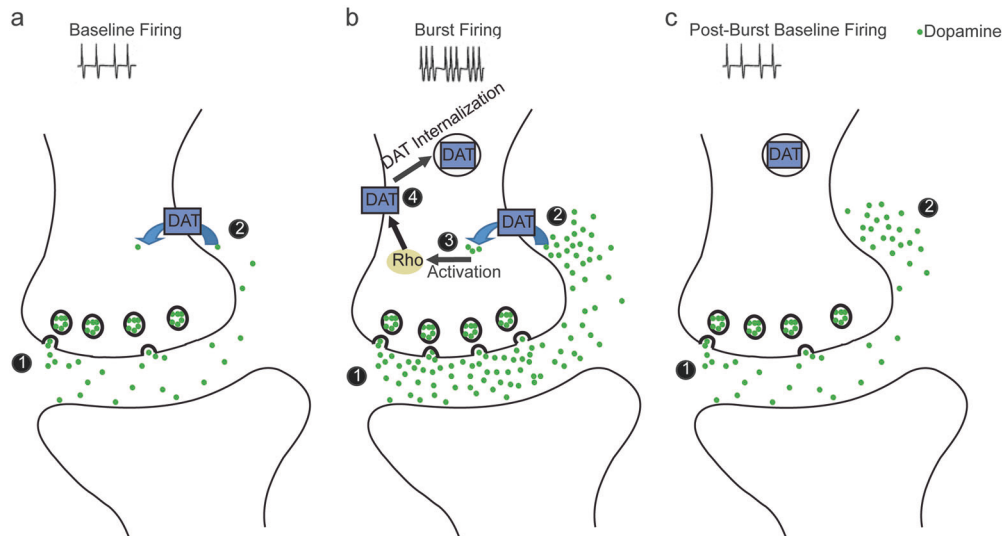 a
Baseline Firing
DAT
2
1
b
Burst Firing
DAT Internalization
DAT
DAT
4
DAT
2
3
Rho
Activation
1
c
Post-Burst Baseline Firing
Dopamine
DAT
2
1